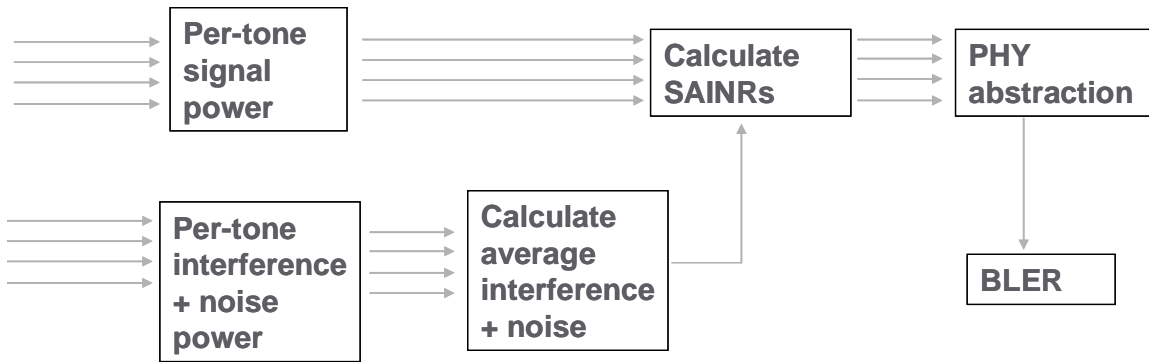 Per-tone
signal
power
Calculate
SAINRs
PHY
abstraction
Per-tone
interference
+ noise
power
Calculate
average
interference
+ noise
BLER